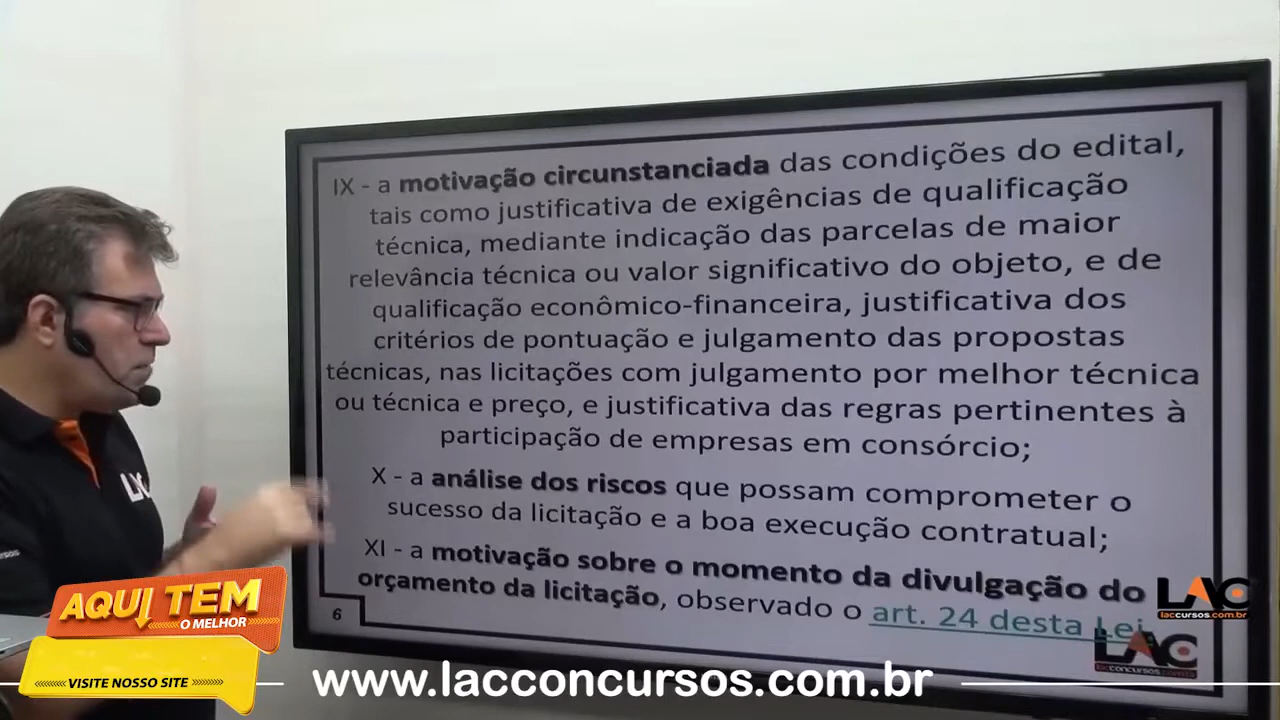 IX - a motivação circunstanciada das condições do edital,
tais como justificativa de exigências de qualificação
técnica, mediante indicação das parcelas de maior
relevância técnica ou valor significativo do objeto, e de
qualificação econômico-financeira, justificativa dos
critérios de pontuação e julgamento das propostas
técnicas, nas licitações com julgamento por melhor técnica
ou técnica e preço, e justificativa das regras pertinentes à
participação de empresas em consórcio;
X - a análise dos riscos que possam comprometer o
sucesso da licitação e a boa execução contratual;
XI - a motivação sobre o momento da divulgação do
orçamento da licitação, observado o art. 24 desta Lei
6
LAC
laccursos.com.br
LAC
AQUI TEM
O MELHOR
VISITE NOSSO SITE
www.lacconcursos.com.br